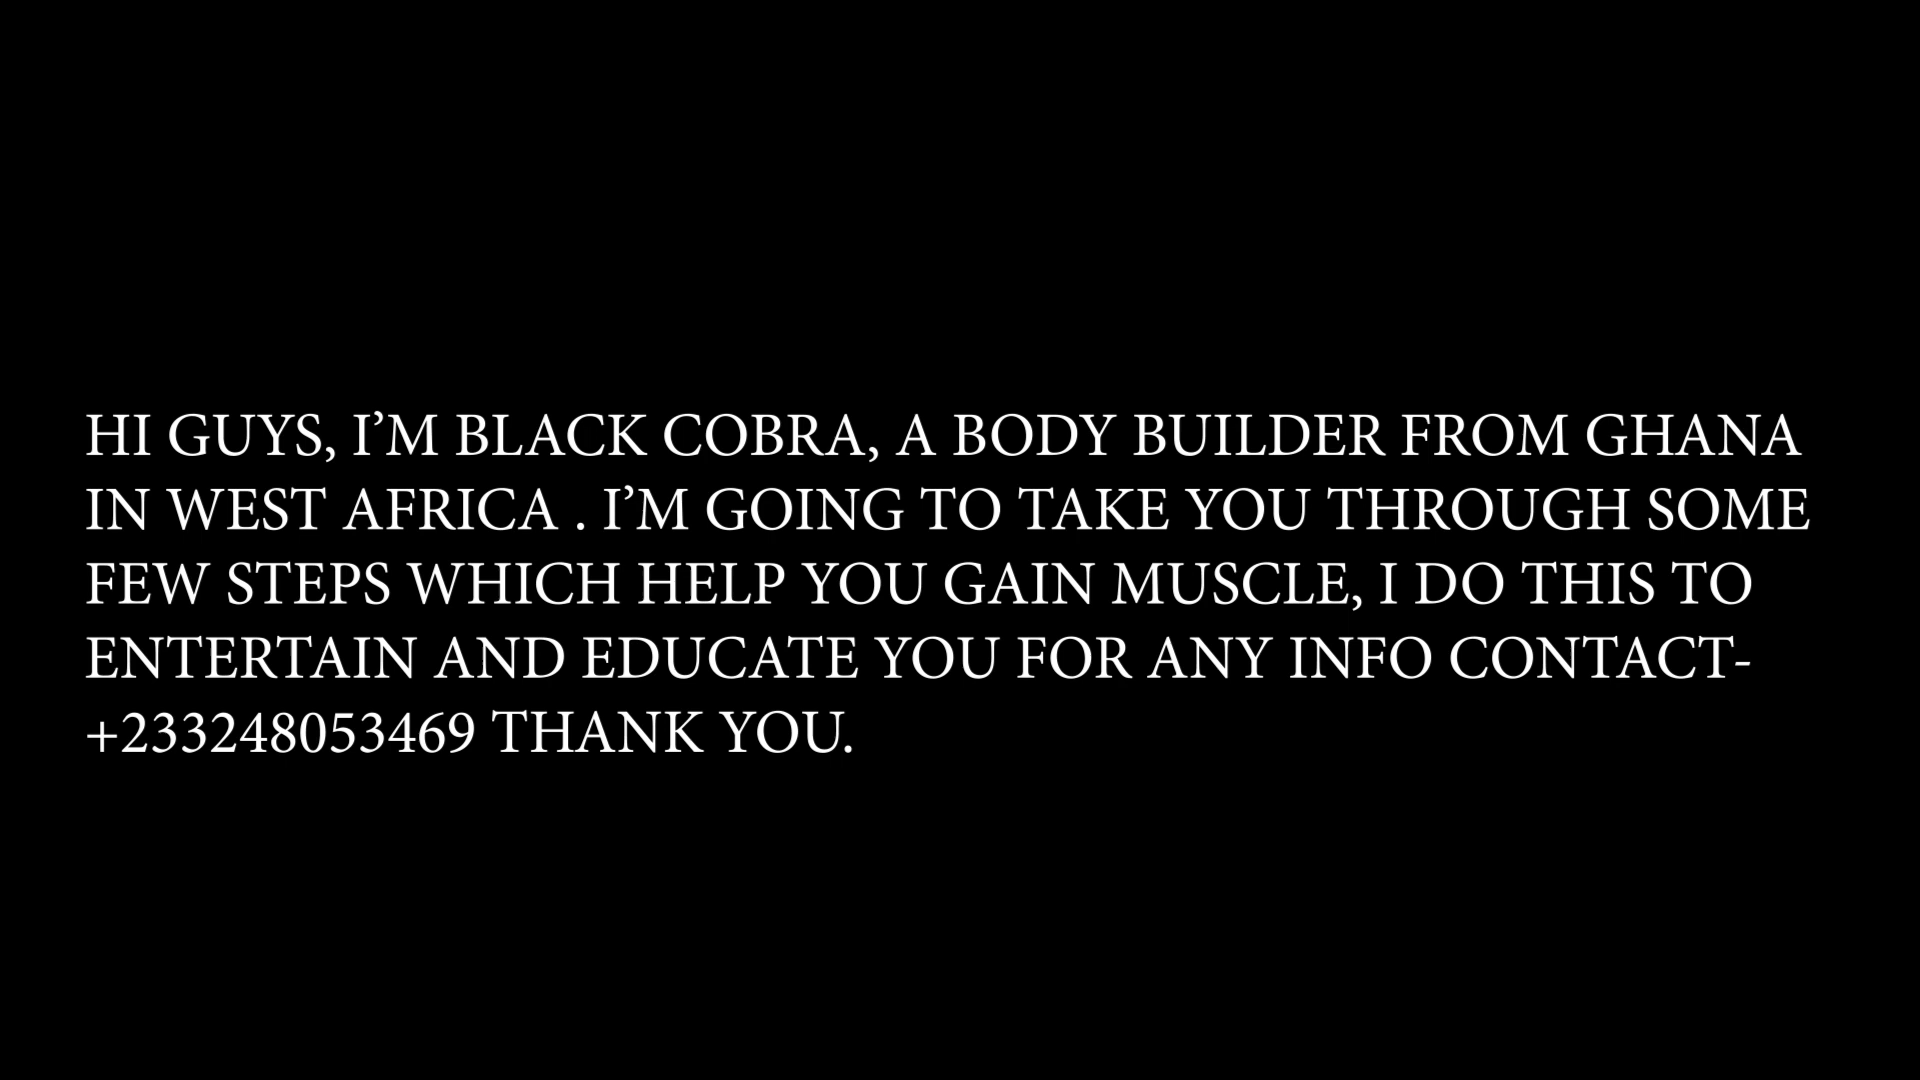 HI GUYS, I’M BLACK COBRA, A BODY BUILDER FROM GHANA
IN WEST AFRICA . I’M GOING TO TAKE YOU THROUGH SOME
FEW STEPS WHICH HELP YOU GAIN MUSCLE, I DO THIS TO
ENTERTAIN AND EDUCATE YOU FOR ANY INFO CONTACT-
+233248053469 THANK YOU.